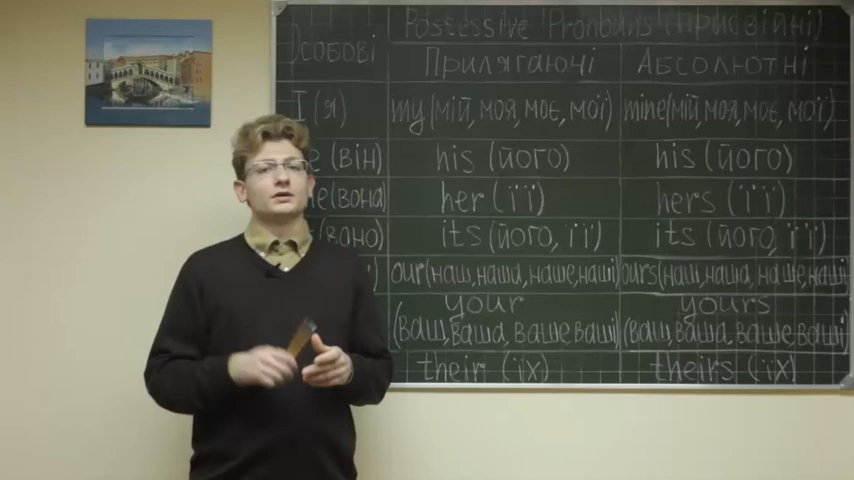 Possessive Pronouns (присвійні)
Особові Прилягаючі Абсолютні
I (я) my (мій, моя, моє, мої) mine(мій, моя, моє, мої)
(він) his (його) his (його)
(вона) her (її) hers (її)
(воно) its (його, її) its (його, її)
our (наш, наша, наше, наші) ours (наш, наша, наше, наші)
your yours
(ваш, ваша, ваше, ваші) (ваш, ваша, ваше, ваші)
their (їх) theirs (їх)